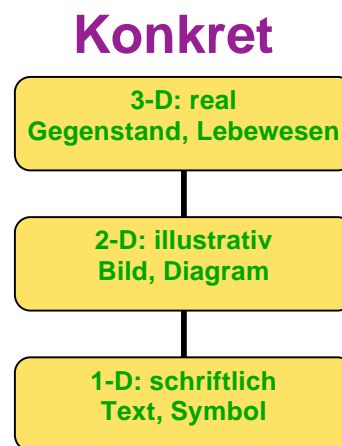 Konkret
3-D: real
Gegenstand, Lebewesen
2-D: illustrativ
Bild, Diagram
1-D: schriftlich
Text, Symbol